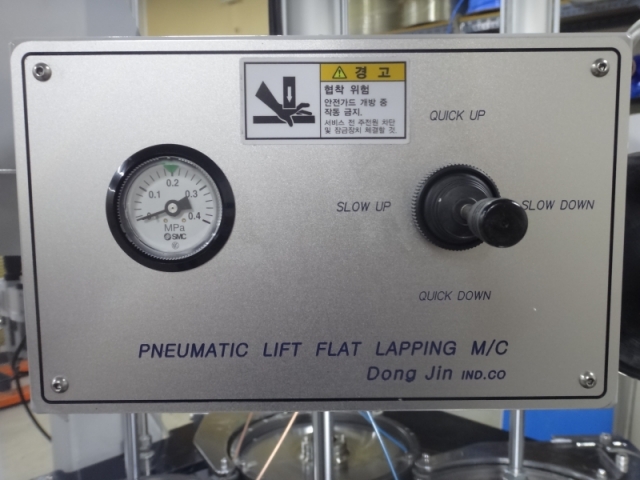 경 고
협착 위험
안전가드 개방 중
작동 금지.
서비스 전 주전원 차단
및 잠금장치 체결할 것.
QUICK UP
0.1 0.2 0.3 0.4
MPa
SMC
SLOW UP
SLOW DOWN
QUICK DOWN
PNEUMATIC LIFT FLAT LAPPING M/C
Dong Jin IND.CO